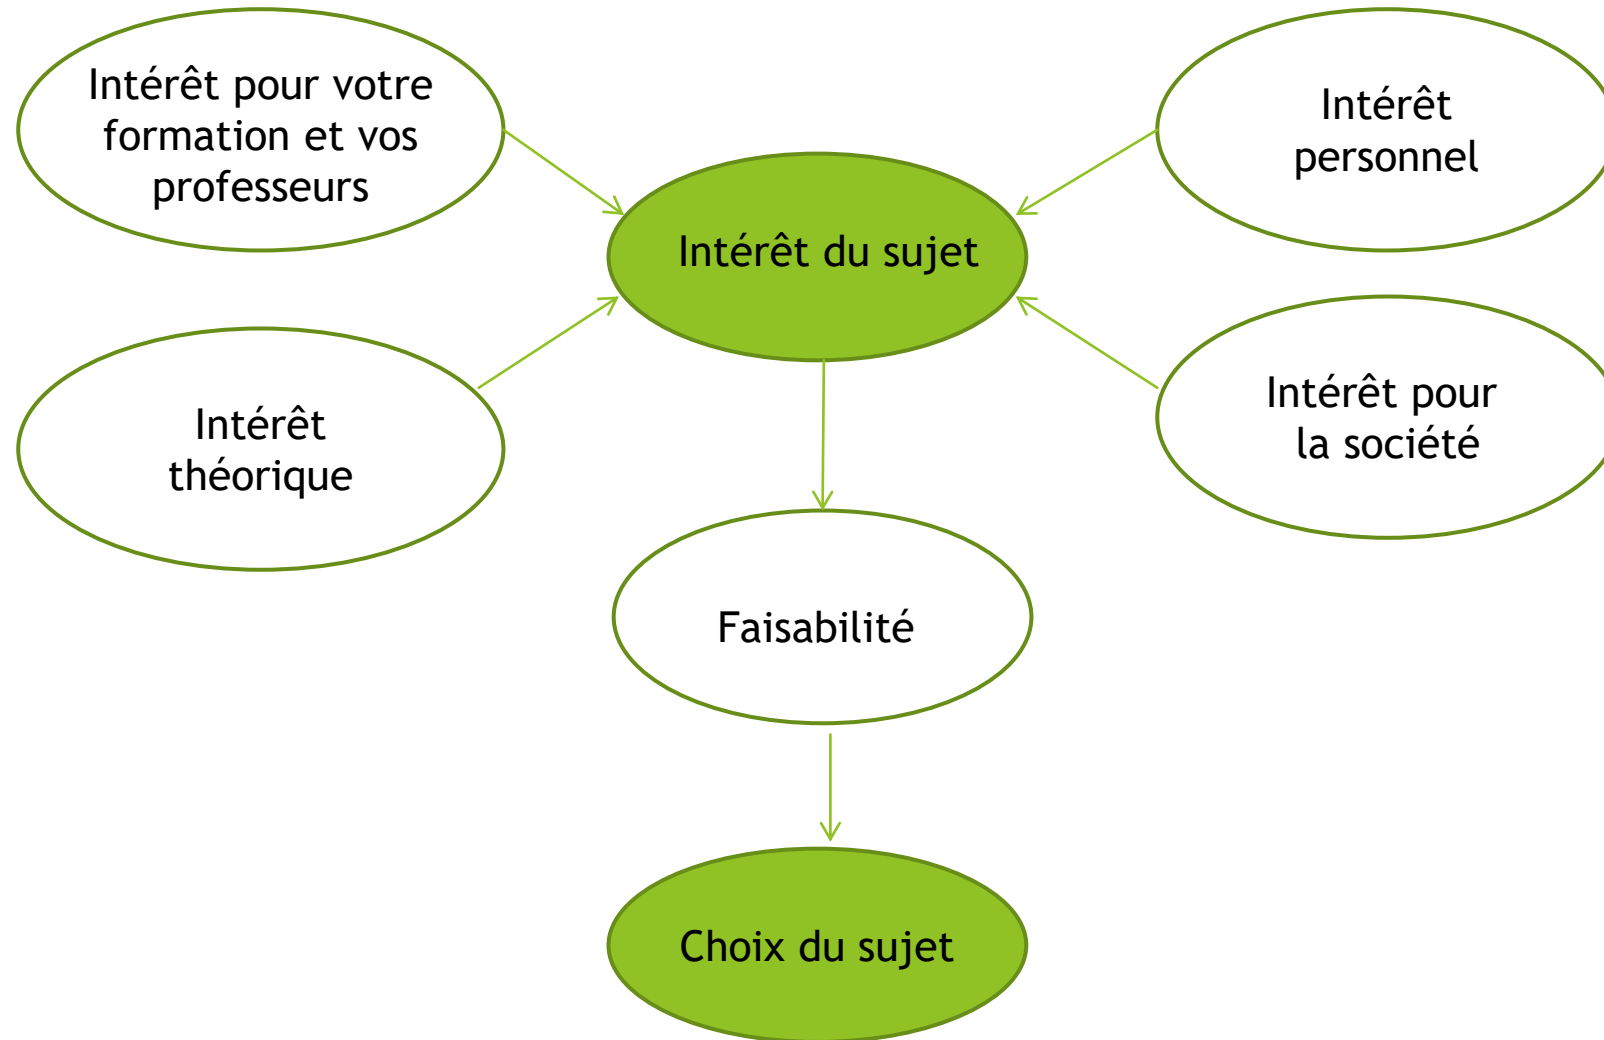 Intérêt pour votre
formation et vos
professeurs
Intérêt
personnel
Intérêt du sujet
Intérêt
théorique
Intérêt pour
la société
Faisabilité
Choix du sujet